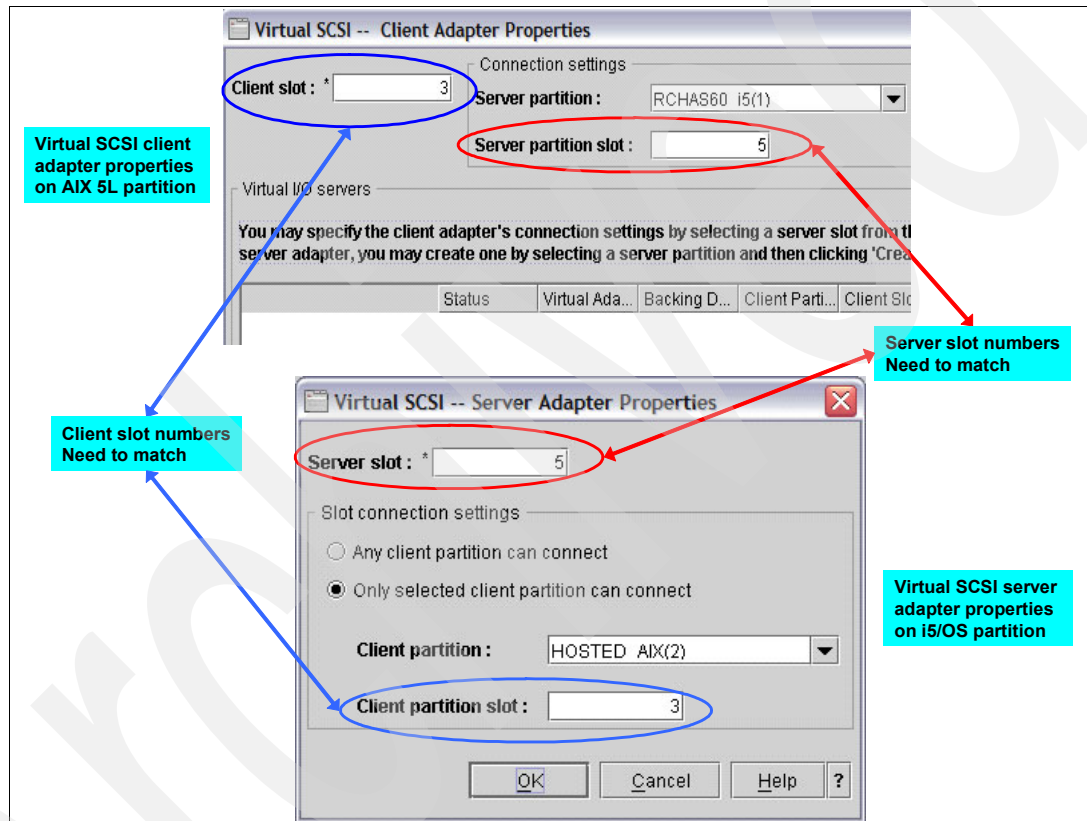 Virtual SCSI -- Client Adapter Properties
Client slot : * 3
Connection settings
Server partition : RCHAS60 i5(1)
Server partition slot : 5
Virtual SCSI client
adapter properties
on AIX 5L partition
Virtual I/O servers
You may specify the client adapter's connection settings by selecting a server slot from
server adapter, you may create one by selecting a server partition and then clicking
Status Virtual Ada... Backing D... Client Parti... Client
Server slot numbers
Need to match
Virtual SCSI -- Server Adapter Properties
Client slot numbers
Need to match
Server slot : * 5
Slot connection settings
Any client partition can connect
Only selected client partition can connect
Virtual SCSI server
adapter properties
on i5/OS partition
Client partition : HOSTED AIX(2)
Client partition slot : 3
OK Cancel Help ?